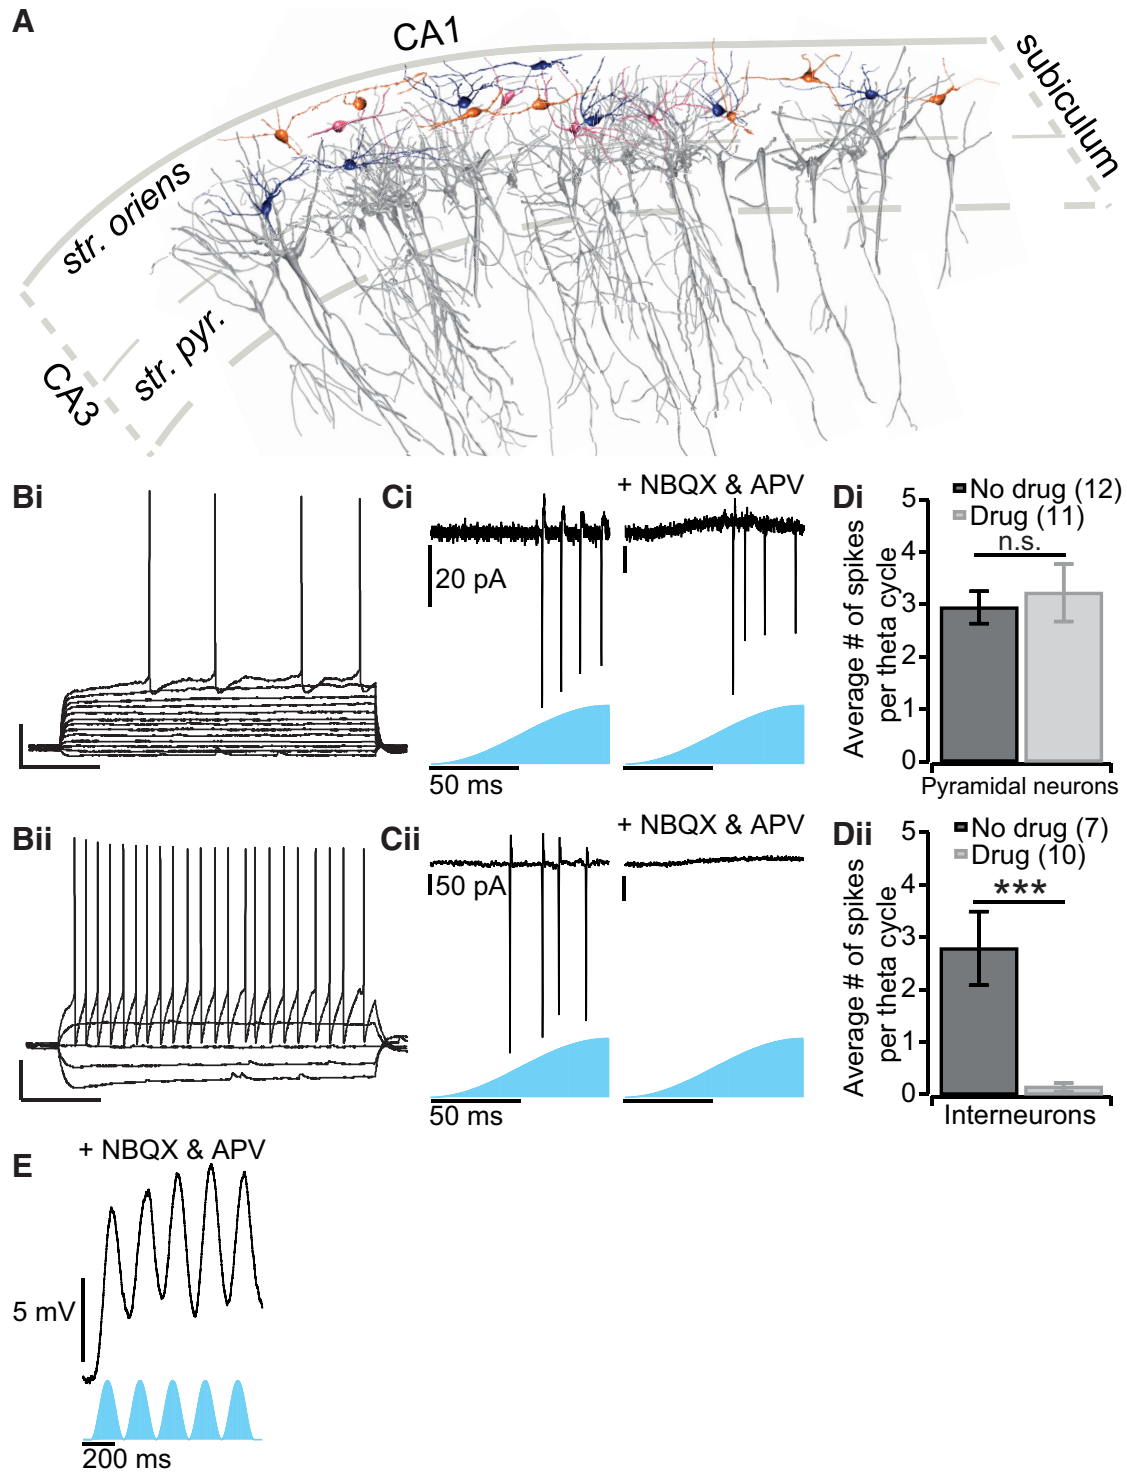 A
CA1
subiculum
str. oriens
str. pyr.
CA3
Bi
Ci
+ NBQX & APV
20 pA
50 ms
Di
No drug (12)
Drug (11)
n.s.
Average # of spikes
per theta cycle
5
4
3
2
1
0
Pyramidal neurons
Bii
Cii
+ NBQX & APV
50 pA
50 ms
Dii
No drug (7)
Drug (10)
***
Average # of spikes
per theta cycle
5
4
3
2
1
0
Interneurons
E
+ NBQX & APV
5 mV
200 ms